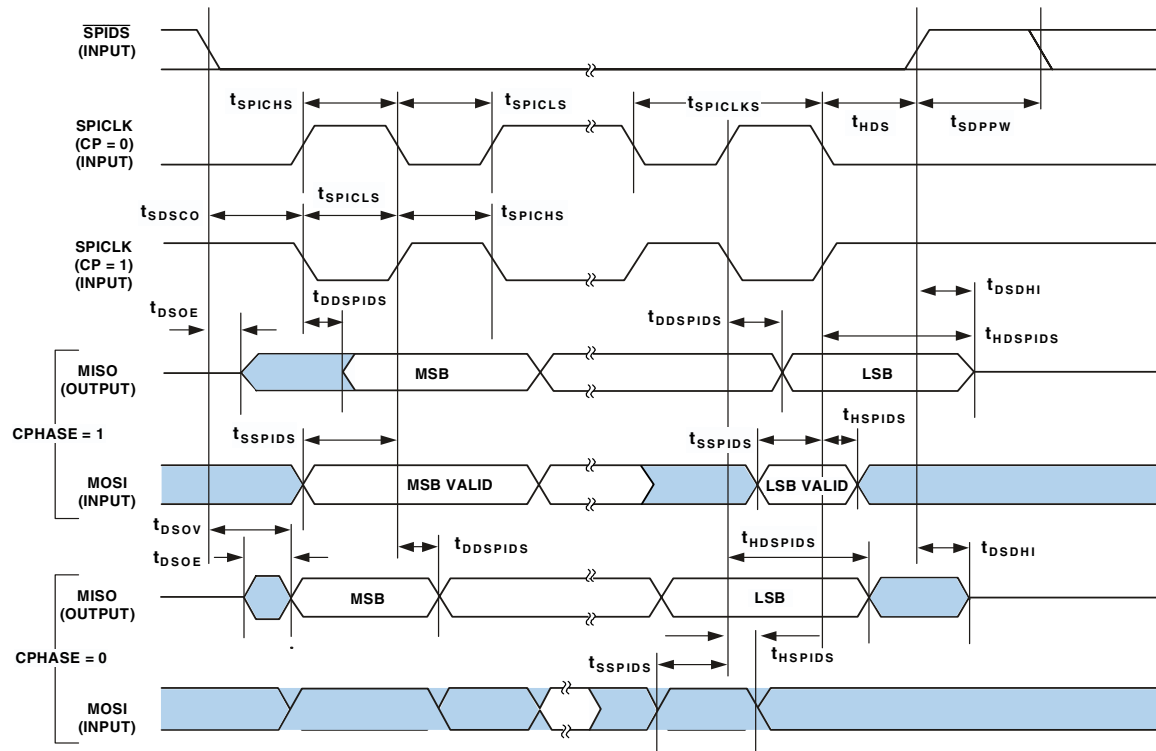 SPIDS
(INPUT)
tSPICHS
tSPICLS
tSPICLKS
tHDS
tSDPPW
SPICLK
(CP = 0)
(INPUT)
tSDSCO
tSPICLS
tSPICHS
SPICLK
(CP = 1)
(INPUT)
tDSOE
tDDSPIDS
tDDSPIDS
tDSDHI
tHDSPIDS
MISO
(OUTPUT)
MSB
LSB
CPHASE = 1
tSSPIDS
tSSPIDS
tHSPIDS
MOSI
(INPUT)
MSB VALID
LSB VALID
tDSOV
tDSOE
tDDSPIDS
tHDSPIDS
tDSDHI
MISO
(OUTPUT)
MSB
LSB
CPHASE = 0
tSSPIDS
tHSPIDS
MOSI
(INPUT)